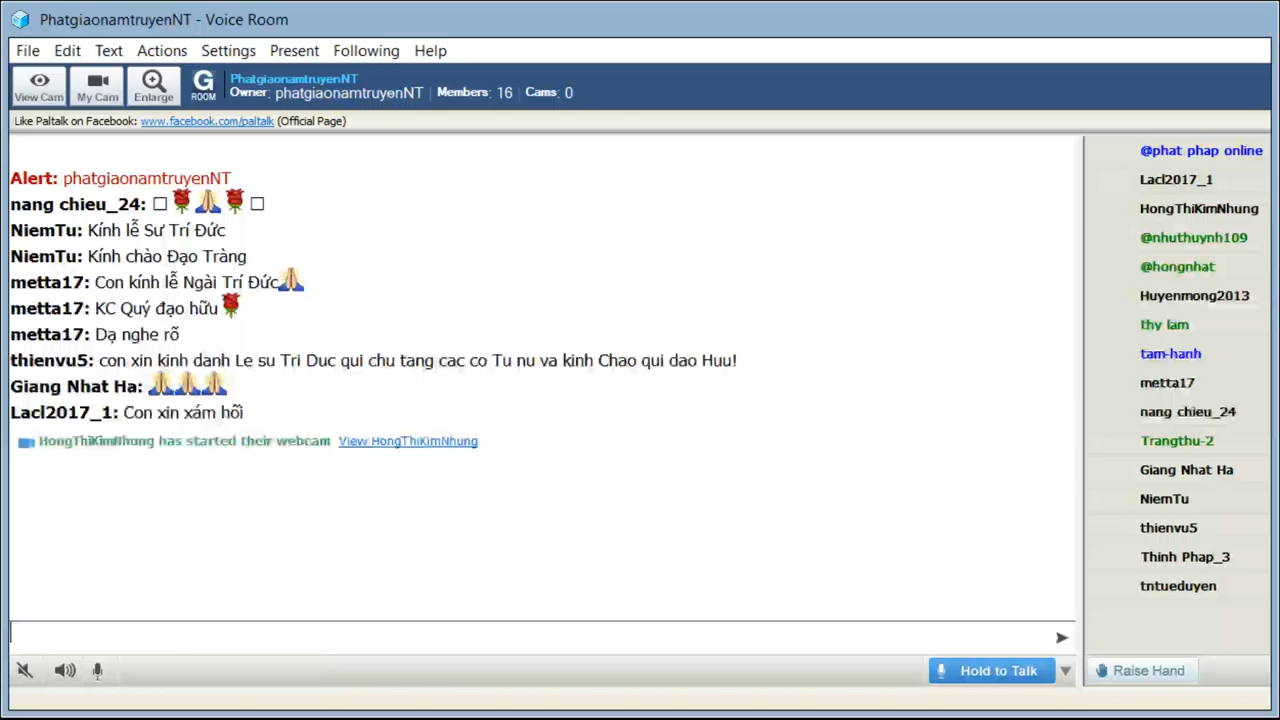 PhatgiaonamtruyenNT - Voice Room
File Edit Text Actions Settings Present Following Help
View Cam My Cam Enlarge G ROOM
PhatgiaonamtruyenNT
Owner: phatgiaonamtruyenNT Members: 16 Cams: 0
Like Paltalk on Facebook: www.facebook.com/paltalk (Official Page)
Alert: phatgiaonamtruyenNT
nang chieu_24: □🌹🙏🌹□
NiemTu: Kính lễ Sư Trí Đức
NiemTu: Kính chào Đạo Tràng
metta17: Con kính lễ Ngài Trí Đức🙏
metta17: KC Quý đạo hữu🌹
metta17: Dạ nghe rõ
thienvu5: con xin kinh danh Le su Tri Duc qui chu tang cac co Tu nu va kinh Chao qui dao Huu!
Giang Nhat Ha: 🙏🙏🙏
Lacl2017_1: Con xin xám hối
HongThiKimNhung has started their webcam View HongThiKimNhung
@phat phap online
Lacl2017_1
HongThiKimNhung
@nhuthuynh109
@hongnhat
Huyenmong2013
thy lam
tam-hanh
metta17
nang chieu_24
Trangthu-2
Giang Nhat Ha
NiemTu
thienvu5
Thinh Phap_3
tntueduyen
Hold to Talk
Raise Hand